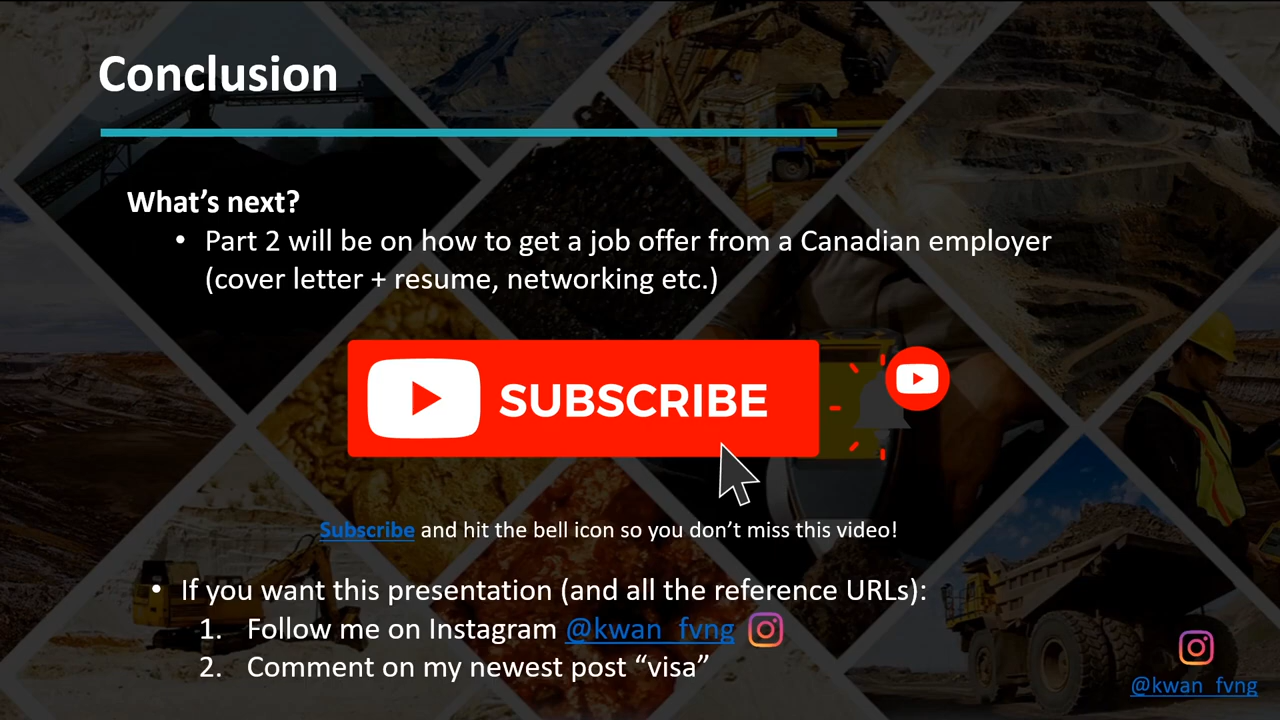 Conclusion
What's next?
• Part 2 will be on how to get a job offer from a Canadian employer
(cover letter + resume, networking etc.)
SUBSCRIBE
Subscribe and hit the bell icon so you don't miss this video!
• If you want this presentation (and all the reference URLs):
1. Follow me on Instagram @kwan_fvng
2. Comment on my newest post “visa”
@kwan_fvng